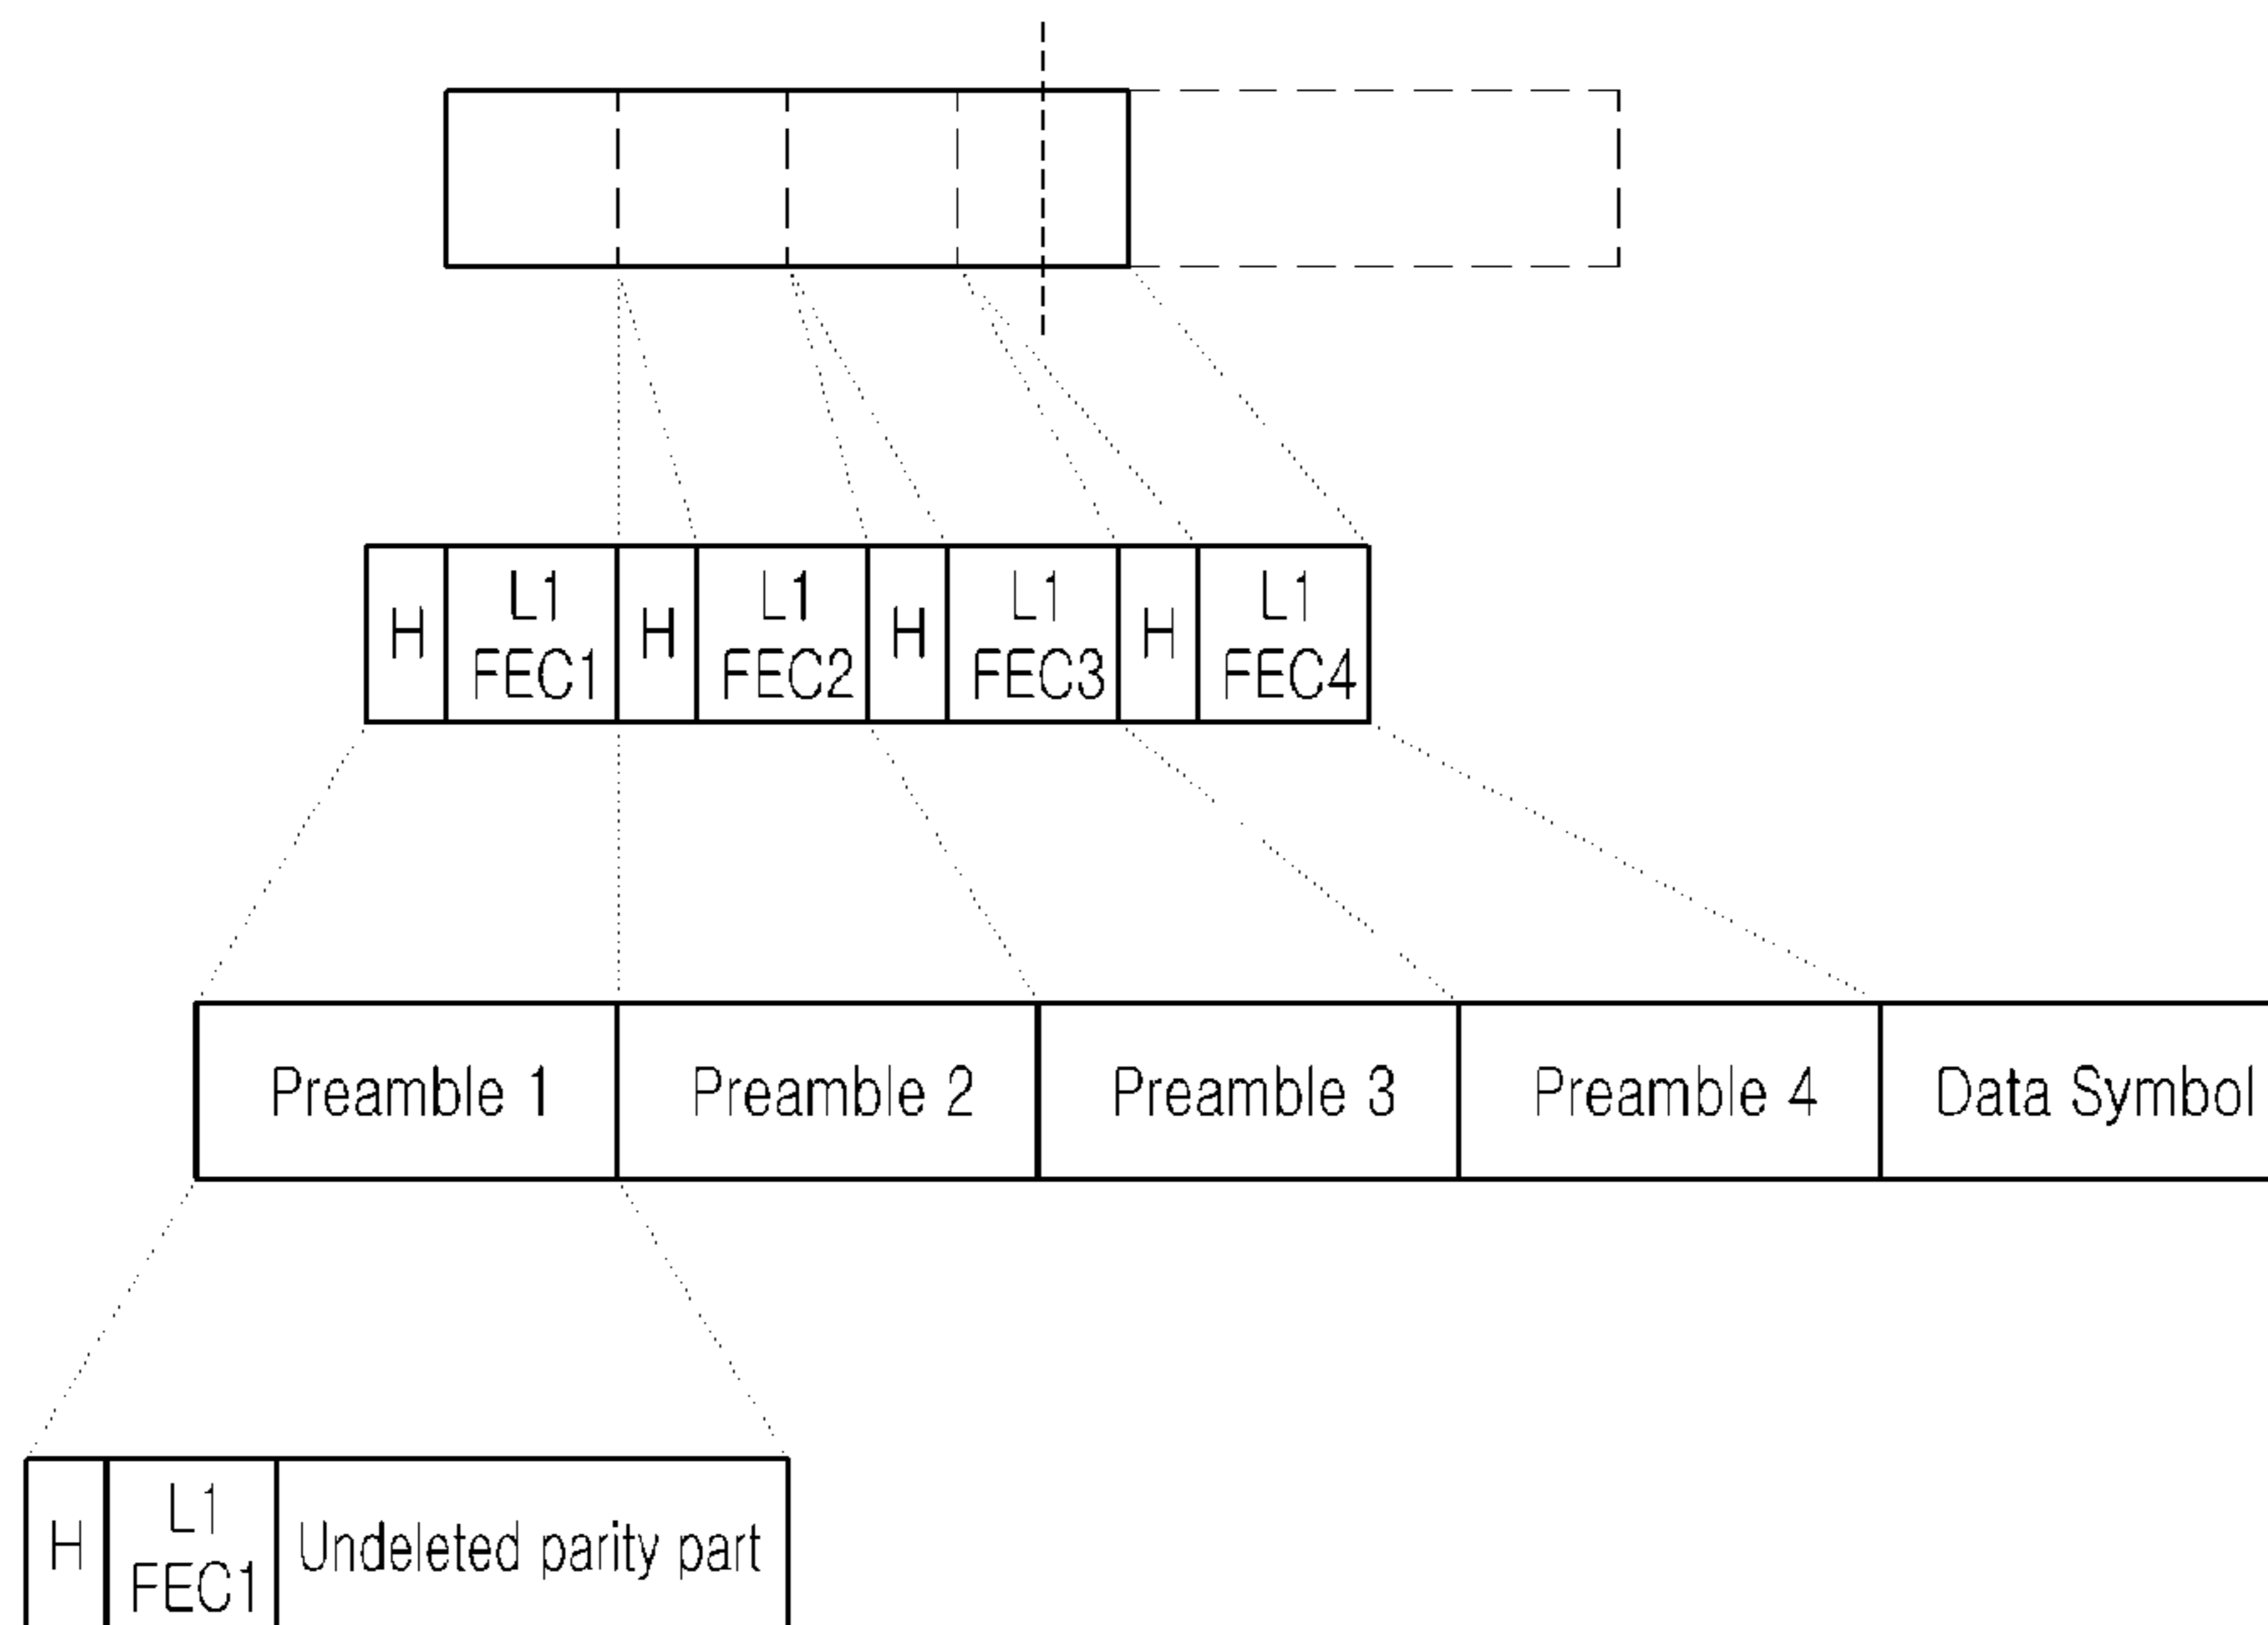 H
L1
FEC1
H
L1
FEC2
H
L1
FEC3
H
L1
FEC4
Preamble 1
Preamble 2
Preamble 3
Preamble 4
Data Symbol
H
L1
FEC1
Undeleted parity part